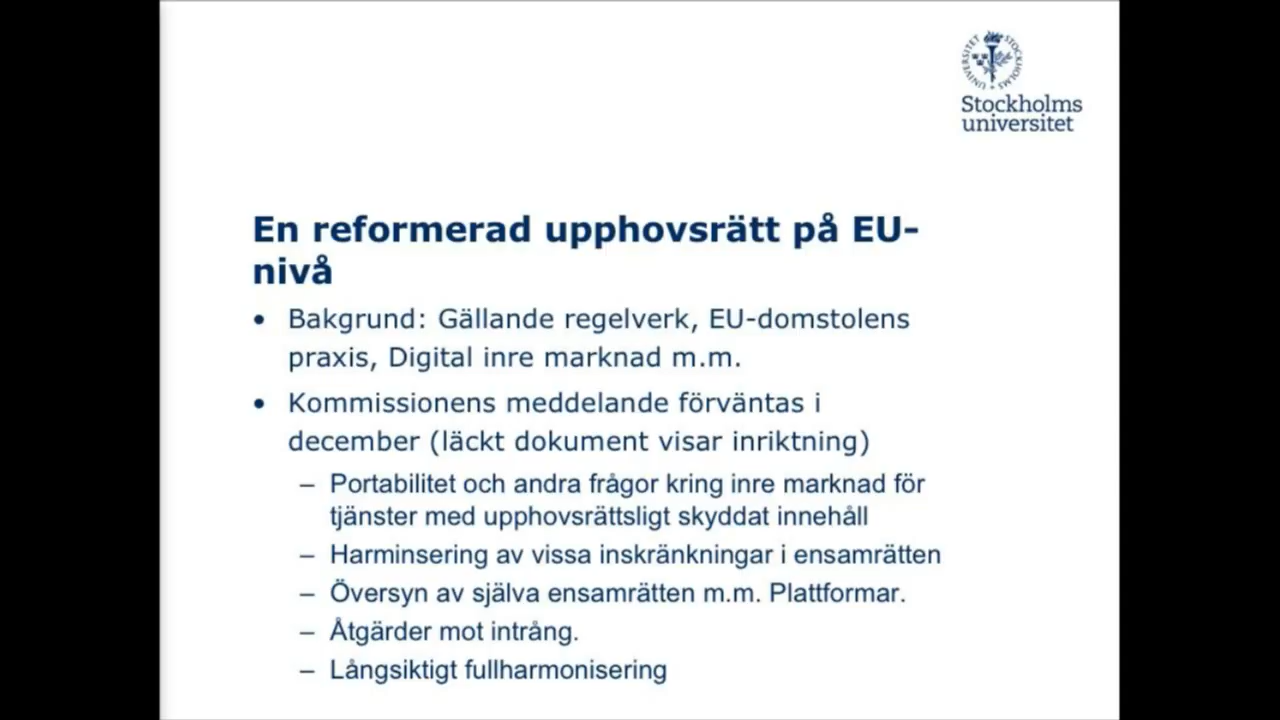 UNIVERSITET STOCKHOLMS
Stockholms
universitet
En reformerad upphovsrätt på EU-
nivå
• Bakgrund: Gällande regelverk, EU-domstolens
praxis, Digital inre marknad m.m.
• Kommissionens meddelande förväntas i
december (läckt dokument visar inriktning)
– Portabilitet och andra frågor kring inre marknad för
tjänster med upphovsrättsligt skyddat innehåll
– Harminsering av vissa inskränkningar i ensamrätten
– Översyn av själva ensamrätten m.m. Plattformar.
– Åtgärder mot intrång.
– Långsiktigt fullharmonisering